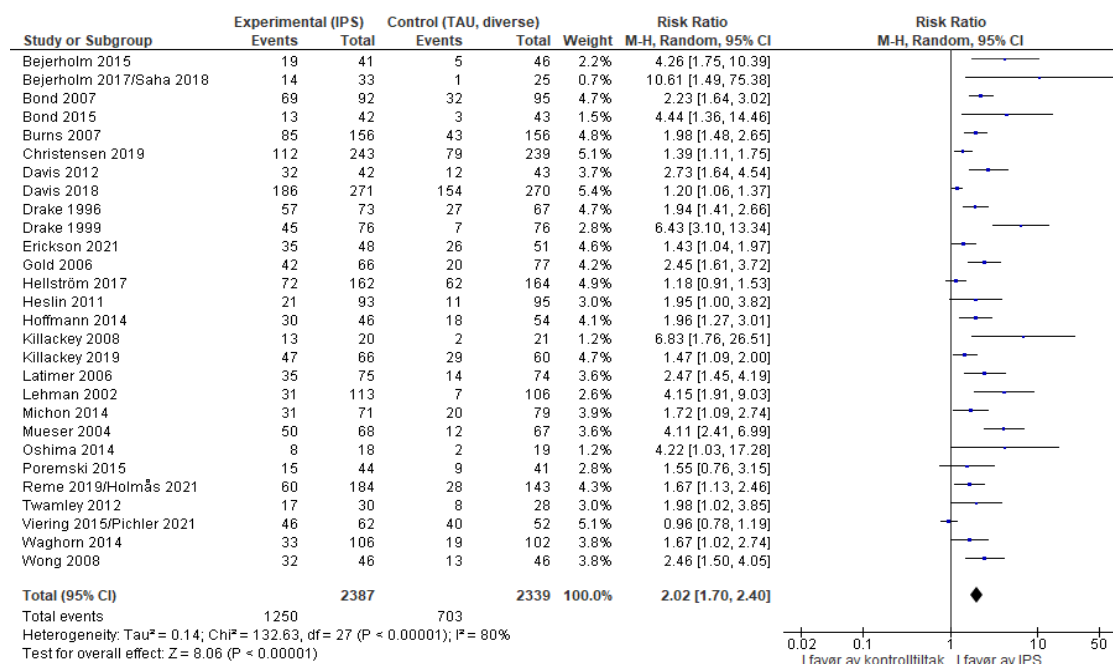 Experimental (IPS) Control (TAU, diverse) Risk Ratio Risk Ratio
Study or Subgroup Events Total Events Total Weight M-H, Random, 95% CI M-H, Random, 95% CI
Bejerholm 2015 19 41 5 46 2.2% 4.26 [1.75, 10.39]
Bejerholm 2017/Saha 2018 14 33 1 25 0.7% 10.61 [1.49, 75.38]
Bond 2007 69 92 32 95 4.7% 2.23 [1.64, 3.02]
Bond 2015 13 42 3 43 1.5% 4.44 [1.36, 14.46]
Burns 2007 85 156 43 156 4.8% 1.98 [1.48, 2.65]
Christensen 2019 112 243 79 239 5.1% 1.39 [1.11, 1.75]
Davis 2012 32 42 12 43 3.7% 2.73 [1.64, 4.54]
Davis 2018 186 271 154 270 5.4% 1.20 [1.06, 1.37]
Drake 1996 57 73 27 67 4.7% 1.94 [1.41, 2.66]
Drake 1999 45 76 7 76 2.8% 6.43 [3.10, 13.34]
Erickson 2021 35 48 26 51 4.7% 1.43 [1.04, 1.97]
Gold 2006 42 66 20 77 4.2% 2.45 [1.61, 3.72]
Hellström 2017 72 162 62 164 5.0% 1.18 [0.91, 1.53]
Heslin 2011 21 93 11 95 3.0% 1.95 [1.00, 3.82]
Hoffmann 2014 30 46 18 54 4.1% 1.96 [1.27, 3.01]
Killackey 2008 13 20 2 21 1.2% 6.83 [1.76, 26.51]
Killackey 2019 47 66 29 60 4.7% 1.47 [1.09, 2.00]
Latimer 2006 35 75 14 74 3.6% 2.47 [1.45, 4.19]
Lehman 2002 31 113 7 106 2.6% 4.15 [1.91, 9.03]
Michon 2014 31 71 20 79 3.9% 1.72 [1.09, 2.74]
Mueser 2004 50 68 12 67 3.6% 4.11 [2.41, 6.99]
Oshima 2014 8 18 2 19 1.2% 4.22 [1.03, 17.28]
Poremski 2015 15 44 9 41 2.8% 1.55 [0.76, 3.15]
Reme 2019/Holmås 2021 60 184 28 143 4.3% 1.67 [1.13, 2.46]
Twamley 2012 17 30 8 28 3.0% 1.98 [1.02, 3.85]
Viering 2015/Pichler 2021 46 62 40 52 5.1% 0.96 [0.78, 1.19]
Waghorn 2014 33 106 19 102 3.8% 1.67 [1.02, 2.74]
Wong 2008 32 46 13 46 3.8% 2.46 [1.50, 4.05]
Total (95% CI) 2387 2339 100.0% 2.02 [1.70, 2.40]
Total events 1250 703
Heterogeneity: Tau² = 0.14; Chi² = 132.63, df = 27 (P < 0.00001); I² = 80%
Test for overall effect: Z = 8.06 (P < 0.00001)
0.02 0.1 1 10 50
I favør av kontrolltiltak I favør av IPS